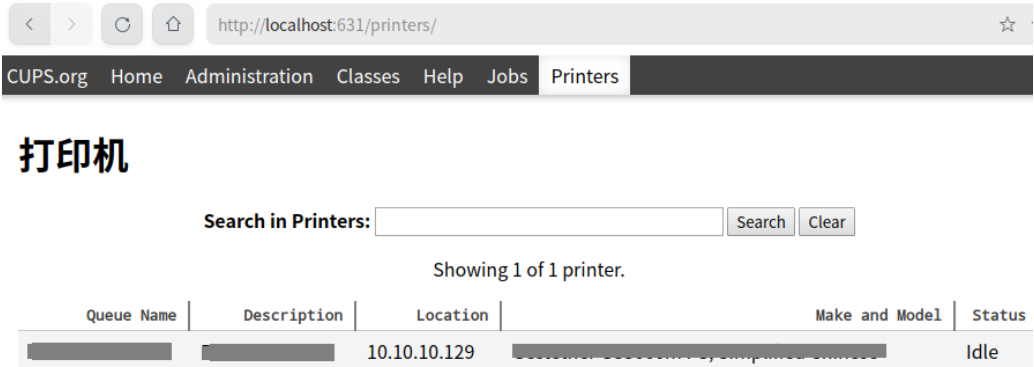 http://localhost:631/printers/
CUPS.org Home Administration Classes Help Jobs Printers
打印机
Search in Printers: Search Clear
Showing 1 of 1 printer.
Queue Name Description Location Make and Model Status
10.10.10.129 Idle